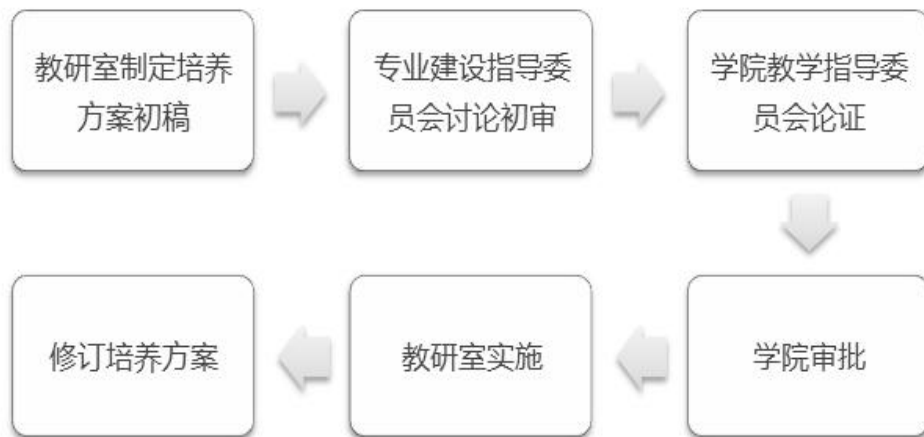 教研室制定培养
方案初稿
专业建设指导委
员会讨论初审
学院教学指导委
员会论证
学院审批
教研室实施
修订培养方案